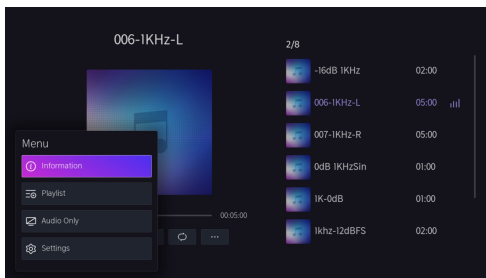 006-1KHz-L
2/8
-16dB 1KHz 02:00
006-1KHz-L 05:00
007-1KHz-R 05:00
0dB 1KHzSin 01:00
1K-0dB 01:00
1khz-12dBFS 02:00
00:05:00
Menu
Information
Playlist
Audio Only
Settings